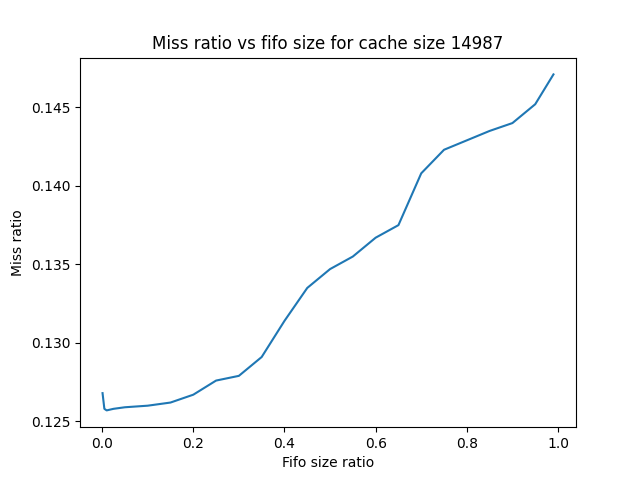 Miss ratio vs fifo size for cache size 14987
Miss ratio
0.145
0.140
0.135
0.130
0.125
0.0 0.2 0.4 0.6 0.8 1.0
Fifo size ratio